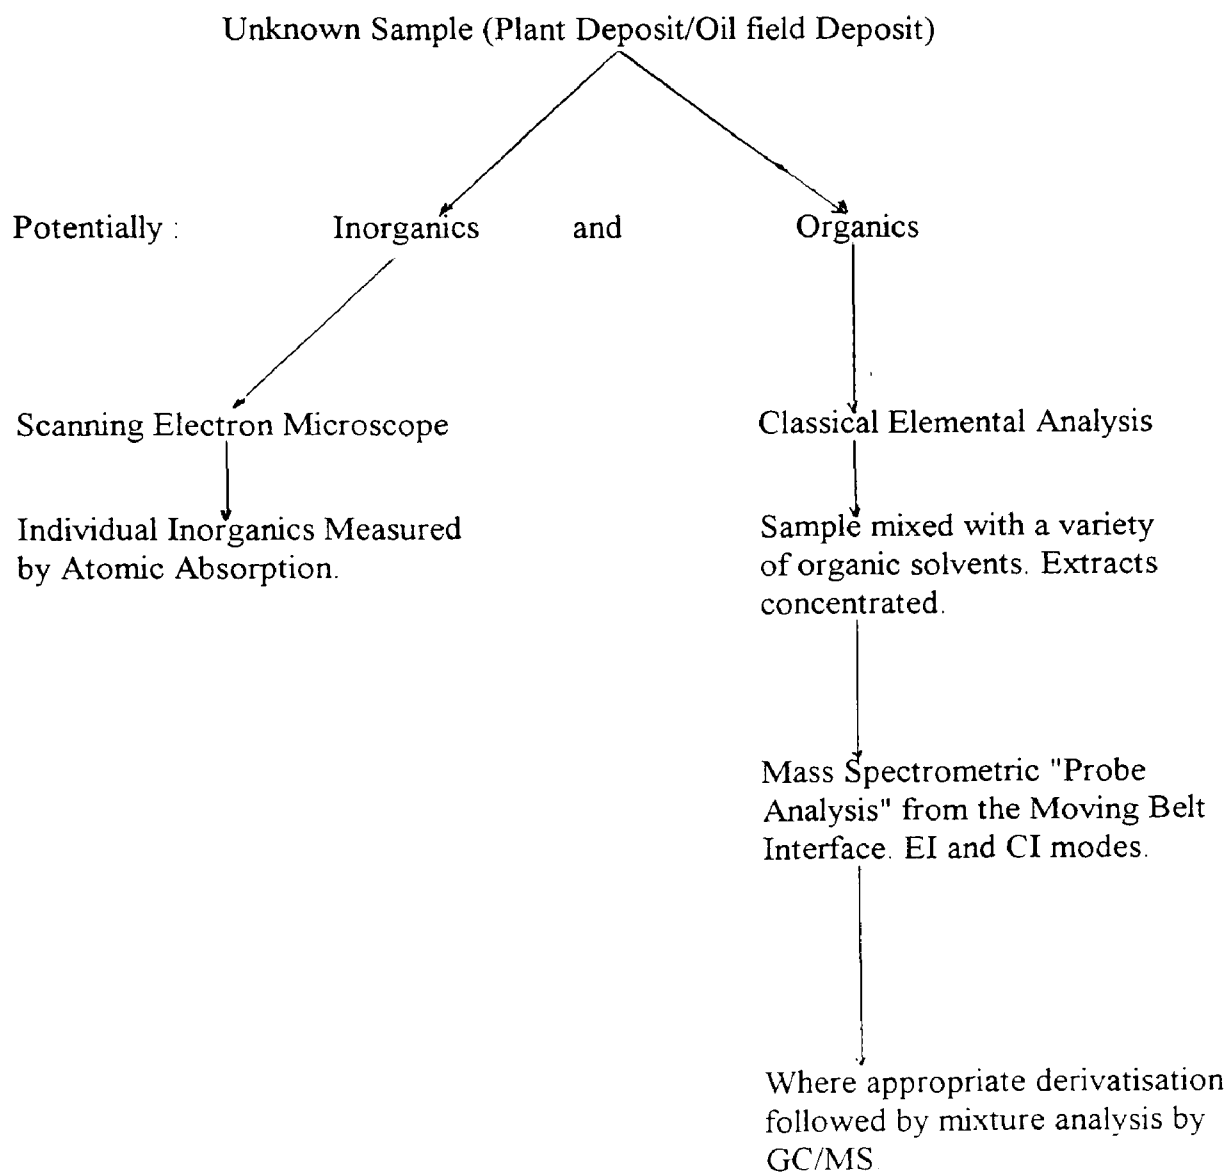 Unknown Sample (Plant Deposit/Oil field Deposit)
Potentially : Inorganics and Organics
Scanning Electron Microscope
Classical Elemental Analysis
Individual Inorganics Measured
by Atomic Absorption.
Sample mixed with a variety
of organic solvents. Extracts
concentrated.
Mass Spectrometric "Probe
Analysis" from the Moving Belt
Interface. EI and CI modes.
Where appropriate derivatisation
followed by mixture analysis by
GC/MS.